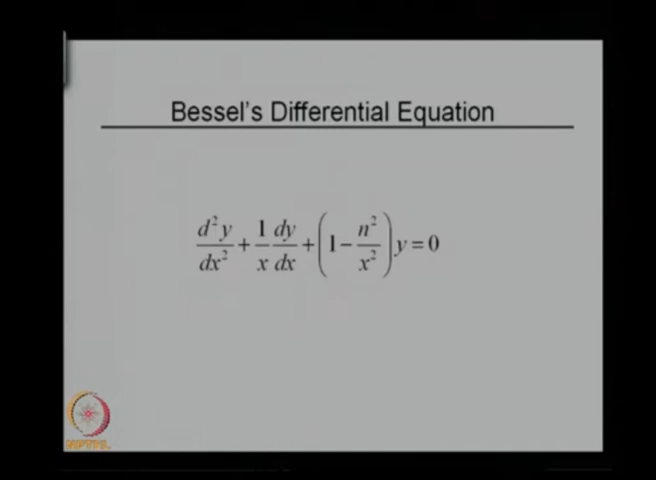 Bessel's Differential Equation
d²y/dx² + 1/x dy/dx + (1 − n²/x²) y = 0
NPTEL